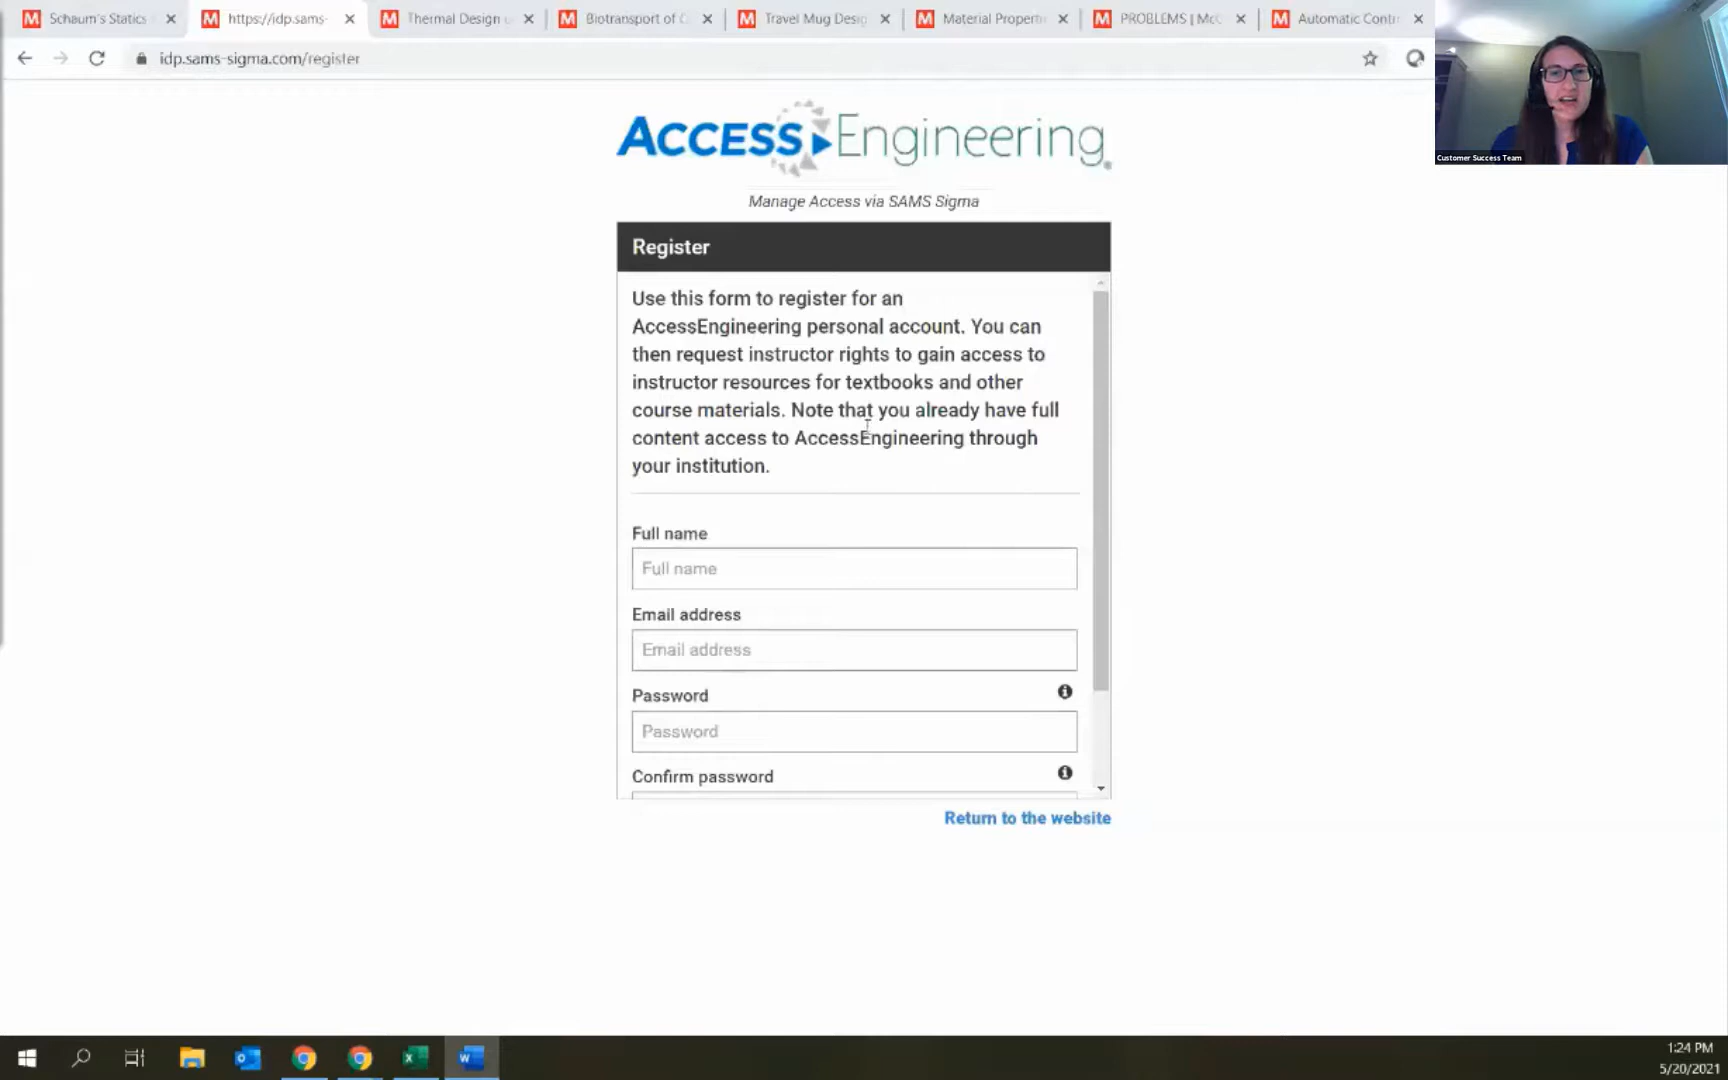 Schaum's Statics
https://idp.sams-
Thermal Design
Biotransport of
Travel Mug Desig
Material Properti
PROBLEMS | McG
Automatic Contr
idp.sams-sigma.com/register
Customer Success Team
ACCESS Engineering®
Manage Access via SAMS Sigma
Register
Use this form to register for an
AccessEngineering personal account. You can
then request instructor rights to gain access to
instructor resources for textbooks and other
course materials. Note that you already have full
content access to AccessEngineering through
your institution.
Full name
Full name
Email address
Email address
Password
Password
Confirm password
Return to the website
1:24 PM
5/20/2021